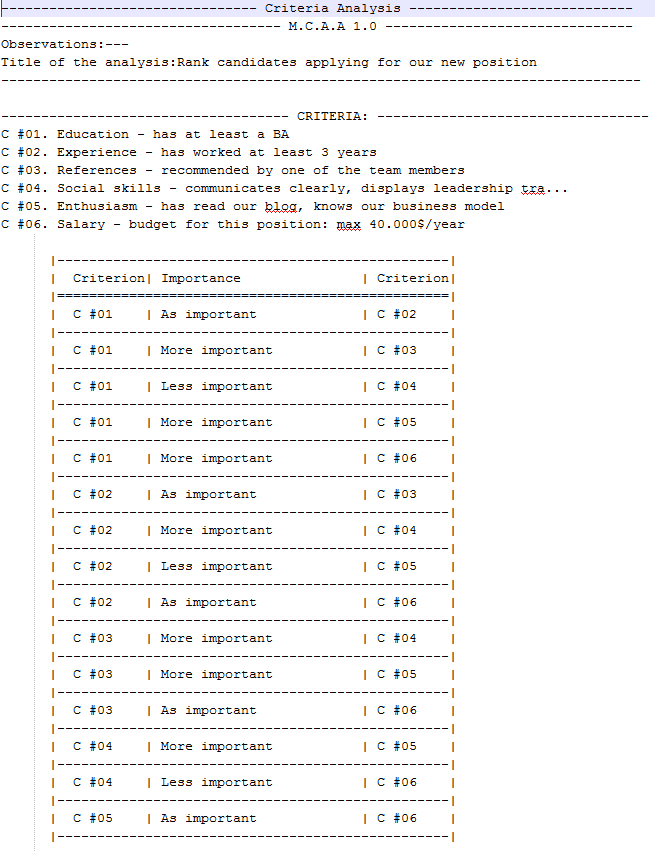 -------------------------------- Criteria Analysis ----------------------------
----------------------------------- M.C.A.A 1.0 -------------------------------
Observations:---
Title of the analysis:Rank candidates applying for our new position
--------------------------------------------------------------------------------
------------------------------------ CRITERIA: ----------------------------------
C #01. Education - has at least a BA
C #02. Experience - has worked at least 3 years
C #03. References - recommended by one of the team members
C #04. Social skills - communicates clearly, displays leadership tra...
C #05. Enthusiasm - has read our blog, knows our business model
C #06. Salary - budget for this position: max 40.000$/year
|-------------------------------------------------|
| Criterion| Importance | Criterion|
|=================================================|
| C #01 | As important | C #02 |
|-------------------------------------------------|
| C #01 | More important | C #03 |
|-------------------------------------------------|
| C #01 | Less important | C #04 |
|-------------------------------------------------|
| C #01 | More important | C #05 |
|-------------------------------------------------|
| C #01 | More important | C #06 |
|-------------------------------------------------|
| C #02 | As important | C #03 |
|-------------------------------------------------|
| C #02 | More important | C #04 |
|-------------------------------------------------|
| C #02 | Less important | C #05 |
|-------------------------------------------------|
| C #02 | As important | C #06 |
|-------------------------------------------------|
| C #03 | More important | C #04 |
|-------------------------------------------------|
| C #03 | More important | C #05 |
|-------------------------------------------------|
| C #03 | As important | C #06 |
|-------------------------------------------------|
| C #04 | More important | C #05 |
|-------------------------------------------------|
| C #04 | Less important | C #06 |
|-------------------------------------------------|
| C #05 | As important | C #06 |
|-------------------------------------------------|